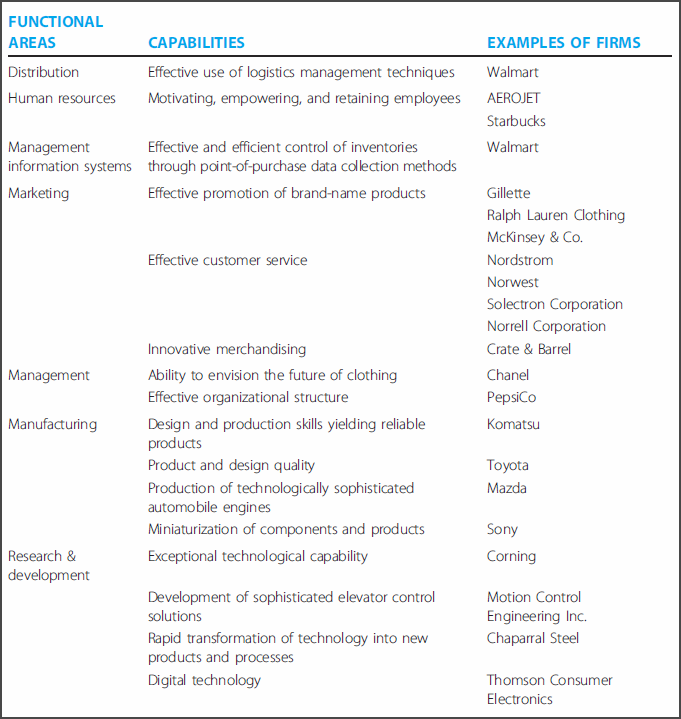 FUNCTIONAL
AREAS CAPABILITIES EXAMPLES OF FIRMS
Distribution Effective use of logistics management techniques Walmart
Human resources Motivating, empowering, and retaining employees AEROJET
Starbucks
Management Effective and efficient control of inventories Walmart
information systems through point-of-purchase data collection methods
Marketing Effective promotion of brand-name products Gillette
Ralph Lauren Clothing
McKinsey & Co.
Effective customer service Nordstrom
Norwest
Solectron Corporation
Norrell Corporation
Innovative merchandising Crate & Barrel
Management Ability to envision the future of clothing Chanel
Effective organizational structure PepsiCo
Manufacturing Design and production skills yielding reliable Komatsu
products
Product and design quality Toyota
Production of technologically sophisticated Mazda
automobile engines
Miniaturization of components and products Sony
Research & Exceptional technological capability Corning
development
Development of sophisticated elevator control Motion Control
solutions Engineering Inc.
Rapid transformation of technology into new Chaparral Steel
products and processes
Digital technology Thomson Consumer
Electronics